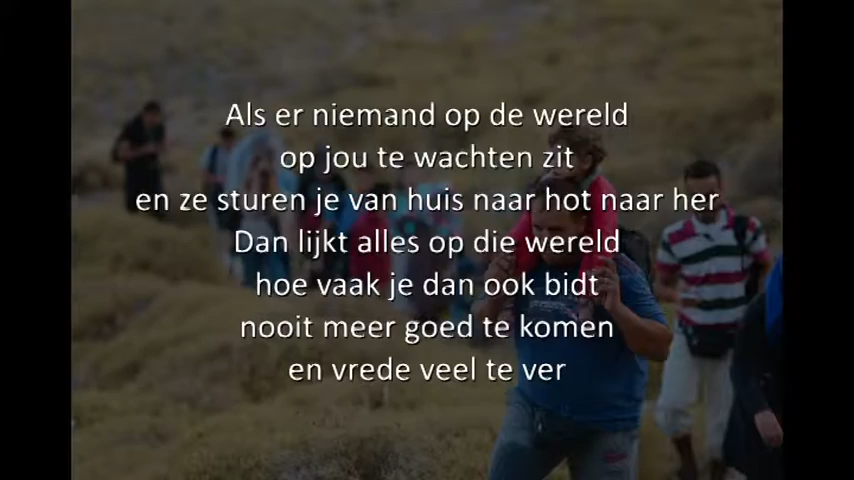 Als er niemand op de wereld
op jou te wachten zit
en ze sturen je van huis naar hot naar her
Dan lijkt alles op die wereld
hoe vaak je dan ook bidt
nooit meer goed te komen
en vrede veel te ver